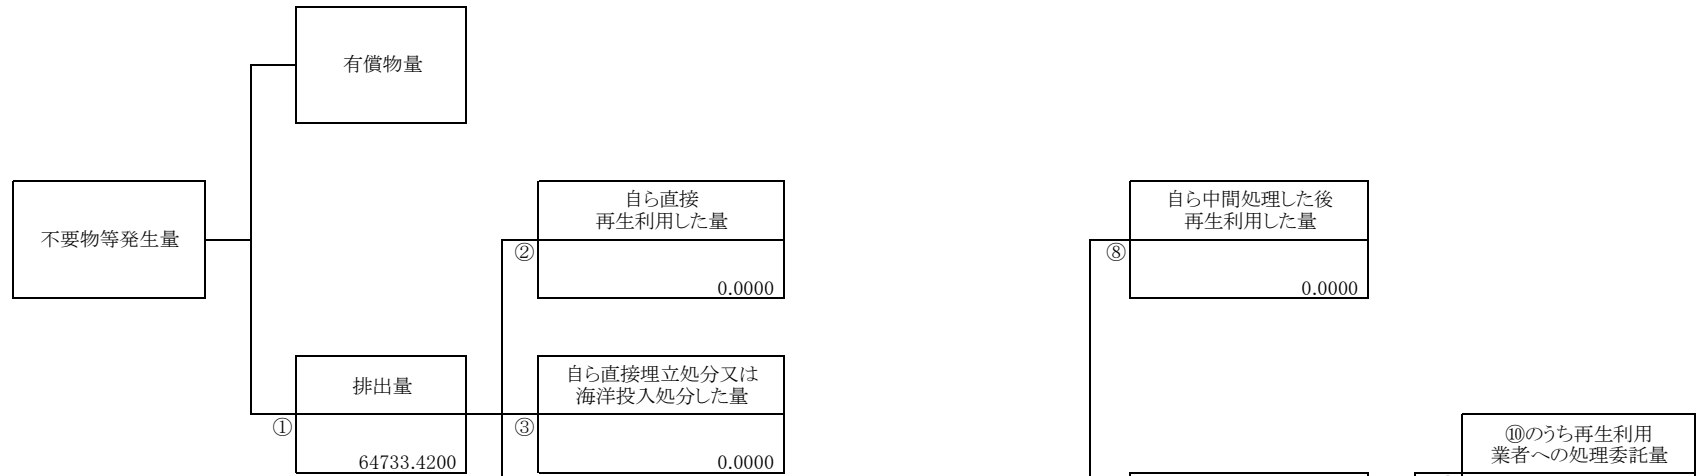 有償物量
不要物等発生量
自ら直接
再生利用した量
②
0.0000
自ら中間処理した後
再生利用した量
⑧
0.0000
排出量
①
64733.4200
自ら直接埋立処分又は
海洋投入処分した量
③
0.0000
⑩のうち再生利用
業者への処理委託量